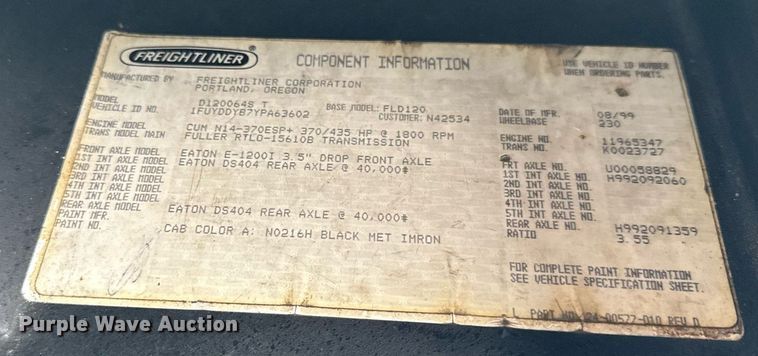 FREIGHTLINER
COMPONENT INFORMATION
USE VEHICLE ID NUMBER
WHEN ORDERING PARTS.
MANUFACTURED BY FREIGHTLINER CORPORATION
PORTLAND, OREGON
MODEL D120064S T BASE MODEL: FLD120 DATE OF MFR. 08/99
VEHICLE ID NO. 1FUYDDYB7YPA63602 CUSTOMER: N42534 WHEELBASE 230
ENGINE MODEL CUM N14-370ESP+ 370/435 HP @ 1800 RPM ENGINE NO. 11965347
TRANS MODEL MAIN FULLER RTLO-15610B TRANSMISSION TRANS NO. K0023727
FRONT AXLE MODEL EATON E-1200I 3.5" DROP FRONT AXLE FRT AXLE NO. U00058829
1ST INT AXLE MODEL EATON DS404 REAR AXLE @ 40,000# 1ST INT AXLE NO. H992092060
2ND INT AXLE MODEL 2ND INT AXLE NO.
3RD INT AXLE MODEL 3RD INT AXLE NO.
4TH INT AXLE MODEL 4TH INT AXLE NO.
5TH INT AXLE MODEL 5TH INT AXLE NO.
REAR AXLE MODEL EATON DS404 REAR AXLE @ 40,000# REAR AXLE NO. H992091359
PAINT MFR. RATIO 3.55
PAINT NO. CAB COLOR A: N0216H BLACK MET IMRON
FOR COMPLETE PAINT INFORMATION
SEE VEHICLE SPECIFICATION SHEET.
PART NO. 24-00577-010 REV D
Purple Wave Auction